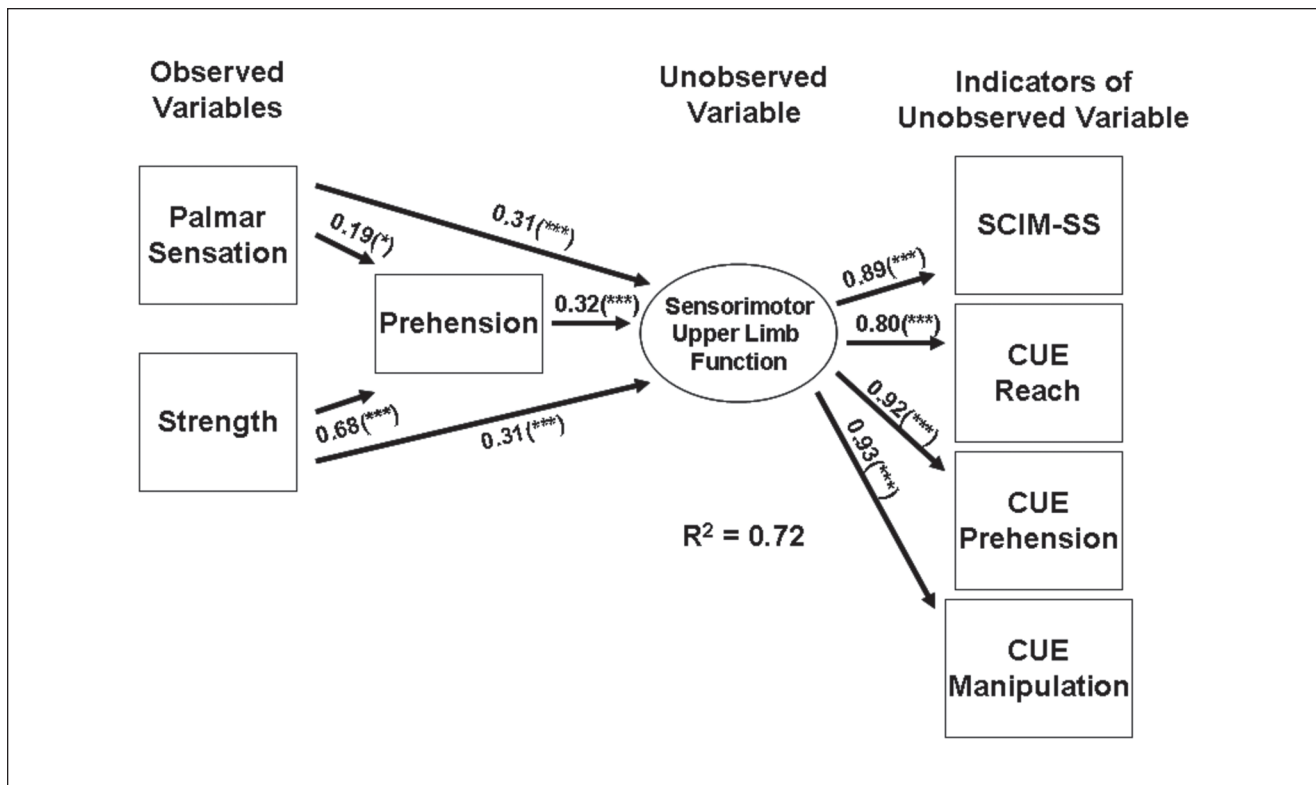 Observed
Variables
Unobserved
Variable
Indicators of
Unobserved Variable
Palmar
Sensation
0.31(***)
0.19(*)
Prehension
0.32(***)
Strength
0.68(***)
0.31(***)
Sensorimotor
Upper Limb
Function
R² = 0.72
0.89(***)
0.80(***)
0.92(***)
0.93(***)
SCIM-SS
CUE
Reach
CUE
Prehension
CUE
Manipulation